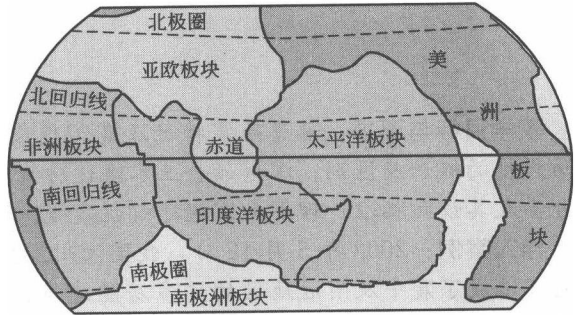 北极圈
亚欧板块
美
北回归线
洲
非洲板块
赤道
太平洋板块
板
南回归线
印度洋板块
块
南极圈
南极洲板块